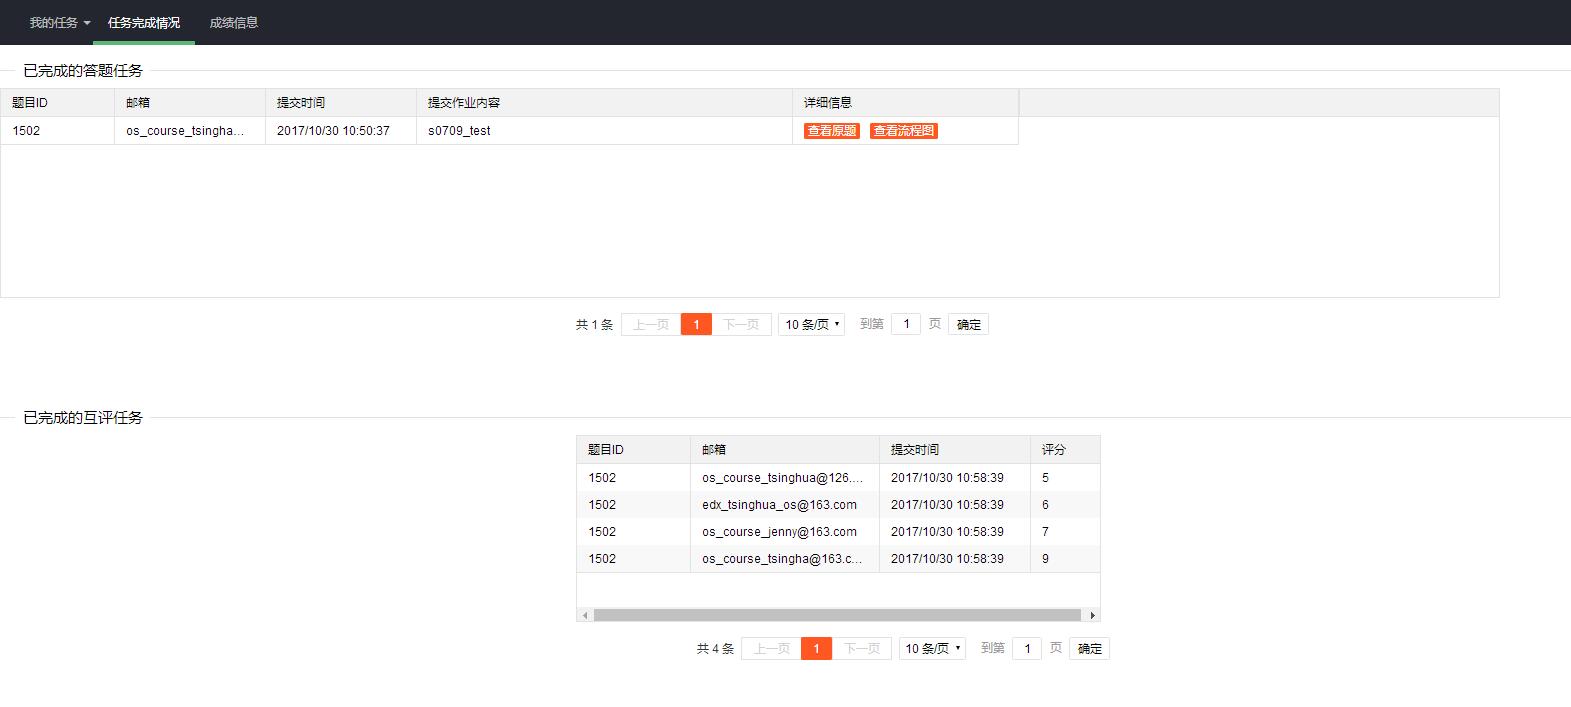 我的任务 任务完成情况 成绩信息
已完成的答题任务
题目ID 邮箱 提交时间 提交作业内容 详细信息
1502 os_course_tsingha... 2017/10/30 10:50:37 s0709_test 查看原题 查看流程图
共 1 条 上一页 1 下一页 10 条/页 到第 1 页 确定
已完成的互评任务
题目ID 邮箱 提交时间 评分
1502 os_course_tsinghua@126.... 2017/10/30 10:58:39 5
1502 edx_tsinghua_os@163.com 2017/10/30 10:58:39 6
1502 os_course_jenny@163.com 2017/10/30 10:58:39 7
1502 os_course_tsingha@163.c... 2017/10/30 10:58:39 9
共 4 条 上一页 1 下一页 10 条/页 到第 1 页 确定